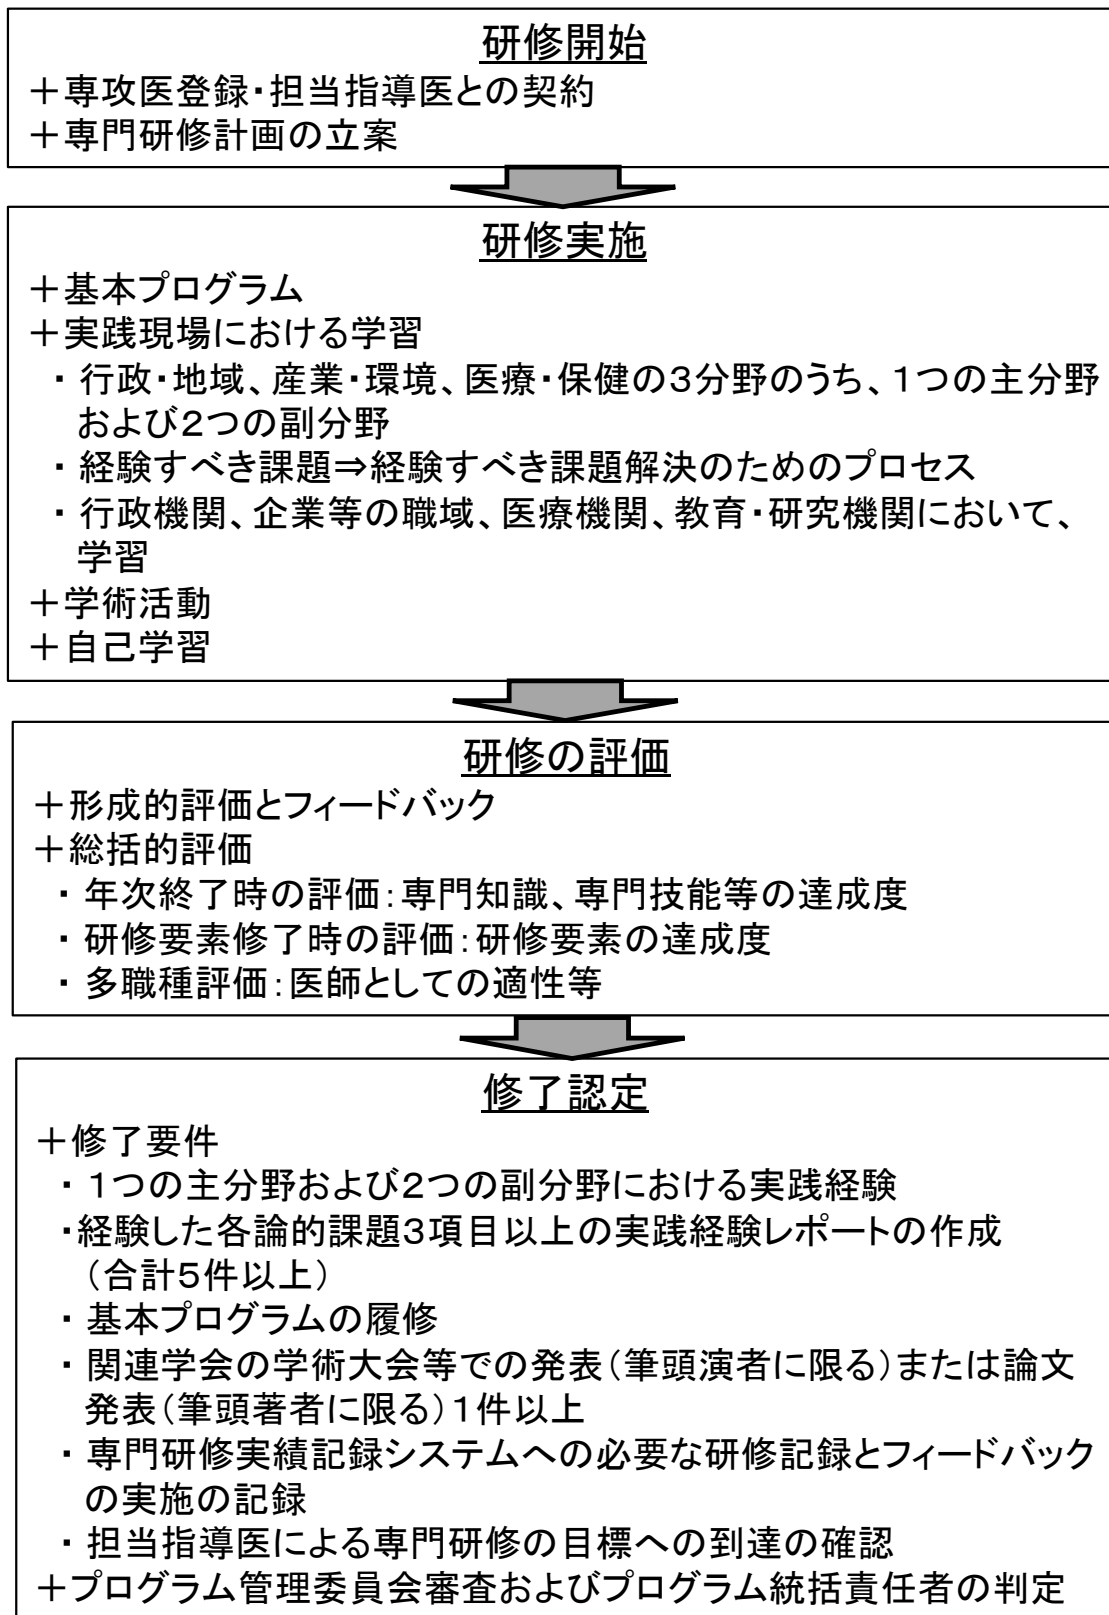 研修開始
＋専攻医登録・担当指導医との契約
＋専門研修計画の立案
研修実施
＋基本プログラム
＋実践現場における学習
・行政・地域、産業・環境、医療・保健の3分野のうち、1つの主分野
および2つの副分野
・経験すべき課題⇒経験すべき課題解決のためのプロセス
・行政機関、企業等の職域、医療機関、教育・研究機関において、
学習
＋学術活動
＋自己学習
研修の評価
＋形成的評価とフィードバック
＋総括的評価
・年次終了時の評価：専門知識、専門技能等の達成度
・研修要素修了時の評価：研修要素の達成度
・多職種評価：医師としての適性等
修了認定
＋修了要件
・1つの主分野および2つの副分野における実践経験
・経験した各論的課題3項目以上の実践経験レポートの作成
（合計5件以上）
・基本プログラムの履修
・関連学会の学術大会等での発表（筆頭演者に限る）または論文
発表（筆頭著者に限る）1件以上
・専門研修実績記録システムへの必要な研修記録とフィードバック
の実施の記録
・担当指導医による専門研修の目標への到達の確認
＋プログラム管理委員会審査およびプログラム統括責任者の判定